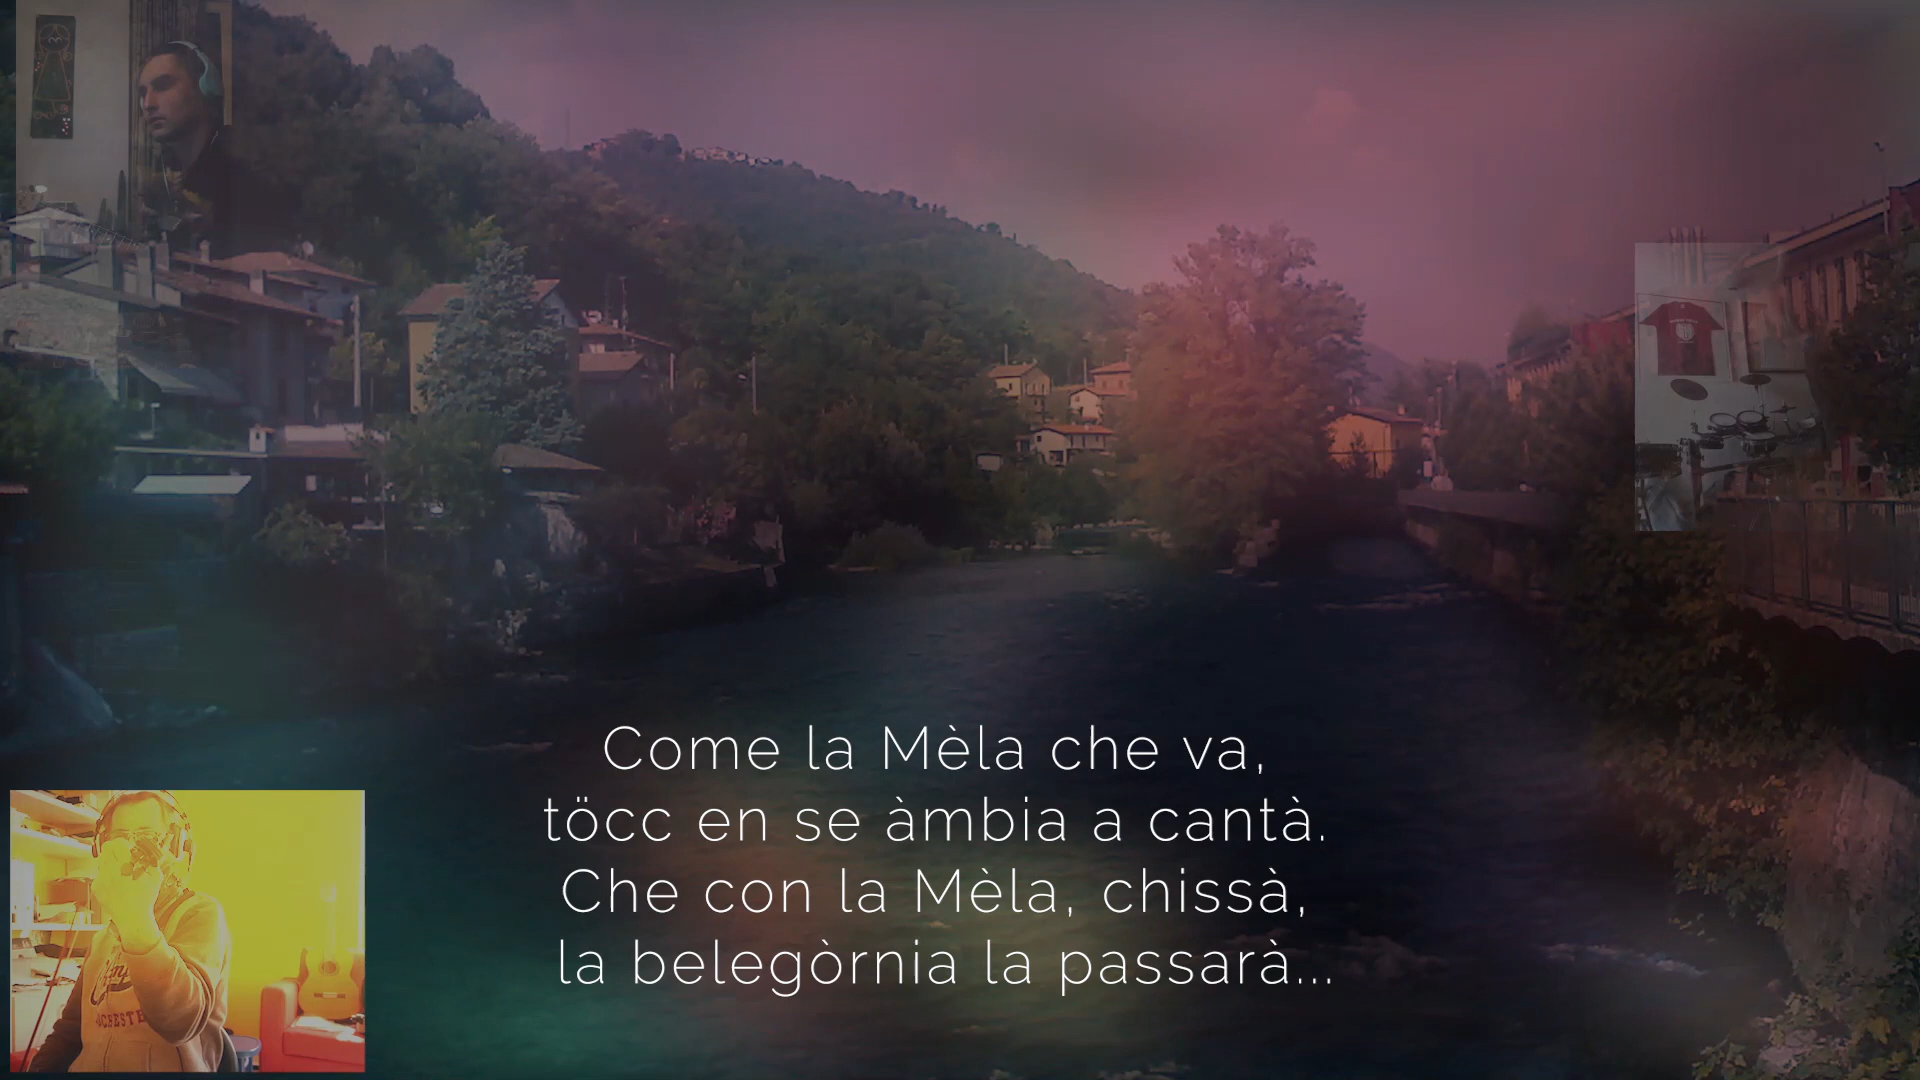 Come la Mèla che va,
töcc en se àmbia a cantà.
Che con la Mèla, chissà,
la belegòrnia la passarà...